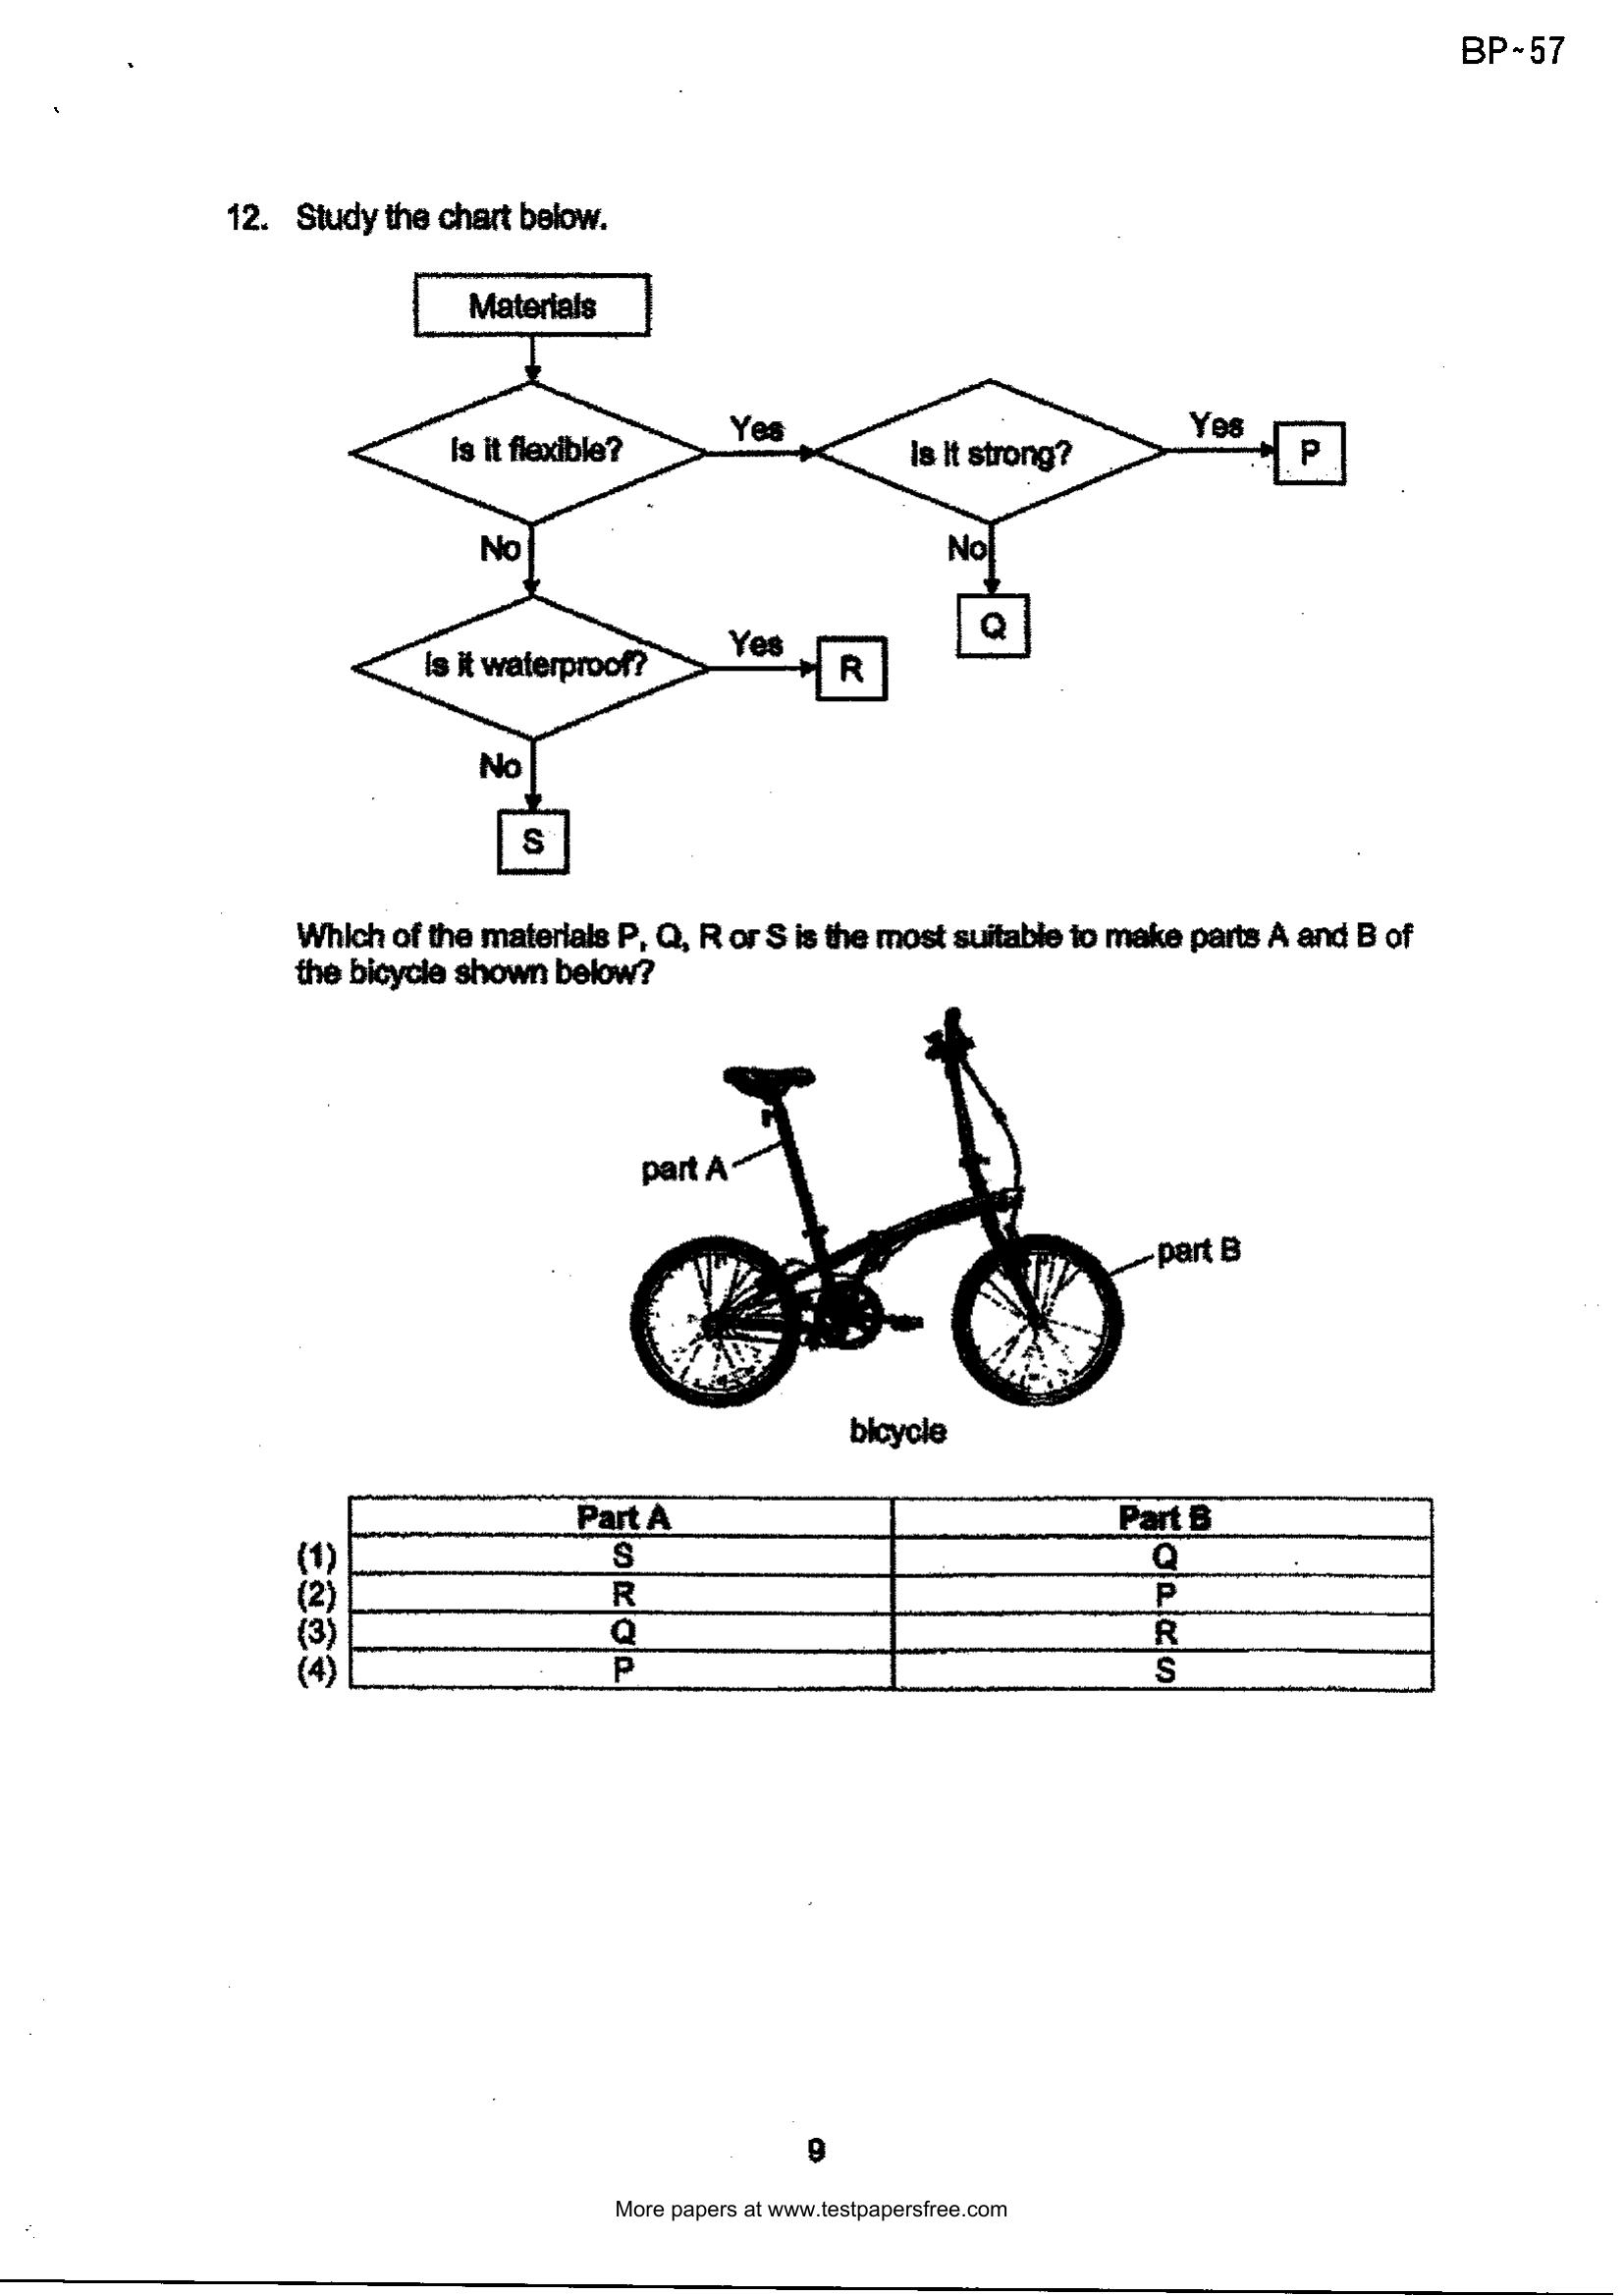 BP~57
12. Study the chart below.
Materials
Is it flexible?
Yes
Is it strong?
Yes
P
No
No
Q
Is it waterproof?
Yes
R
No
S
Which of the materials P, Q, R or S is the most suitable to make parts A and B of
the bicycle shown below?
part A
part B
bicycle
Part A Part B
(1) S Q
(2) R P
(3) Q R
(4) P S
9
More papers at www.testpapersfree.com